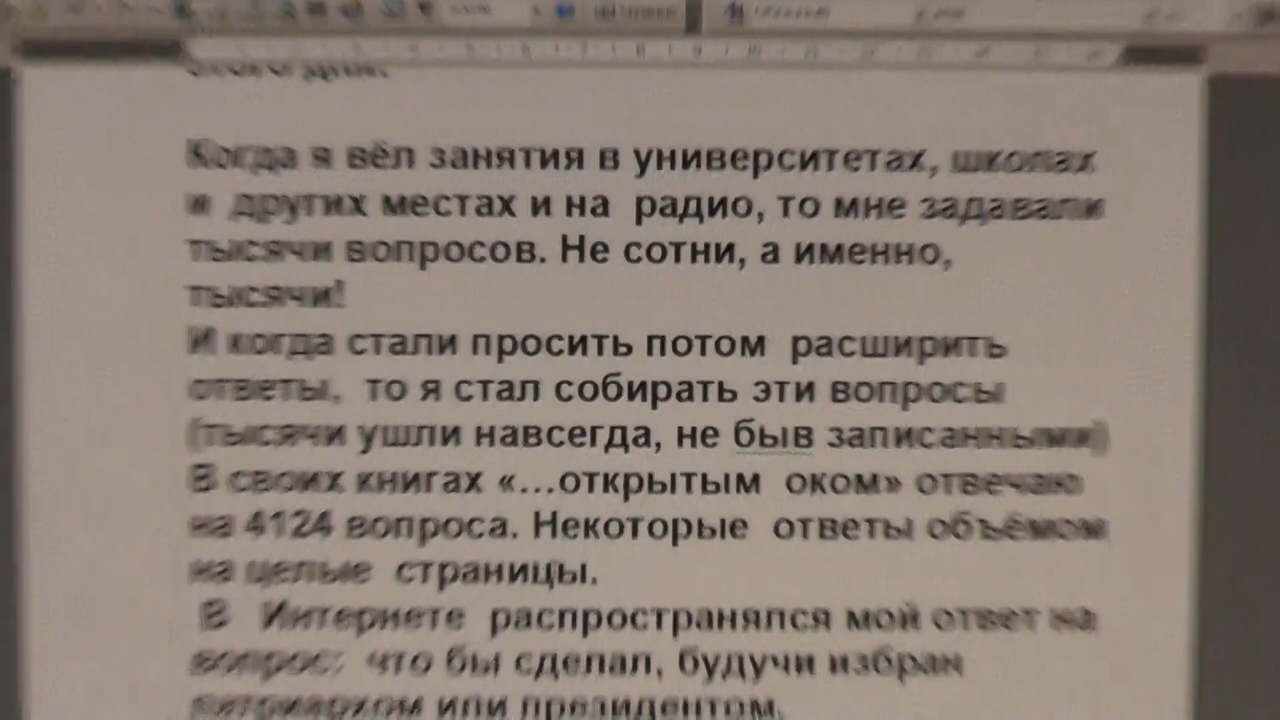 Когда я вёл занятия в университетах, школах
и других местах и на радио, то мне задавали
тысячи вопросов. Не сотни, а именно,
тысячи!
И когда стали просить потом расширить
ответы, то я стал собирать эти вопросы
(тысячи ушли навсегда, не быв записанными)
В своих книгах «...открытым оком» отвечаю
на 4124 вопроса. Некоторые ответы объёмом
на целые страницы.
В Интернете распространялся мой ответ на
вопрос: что бы сделал, будучи избран
патриархом или президентом.